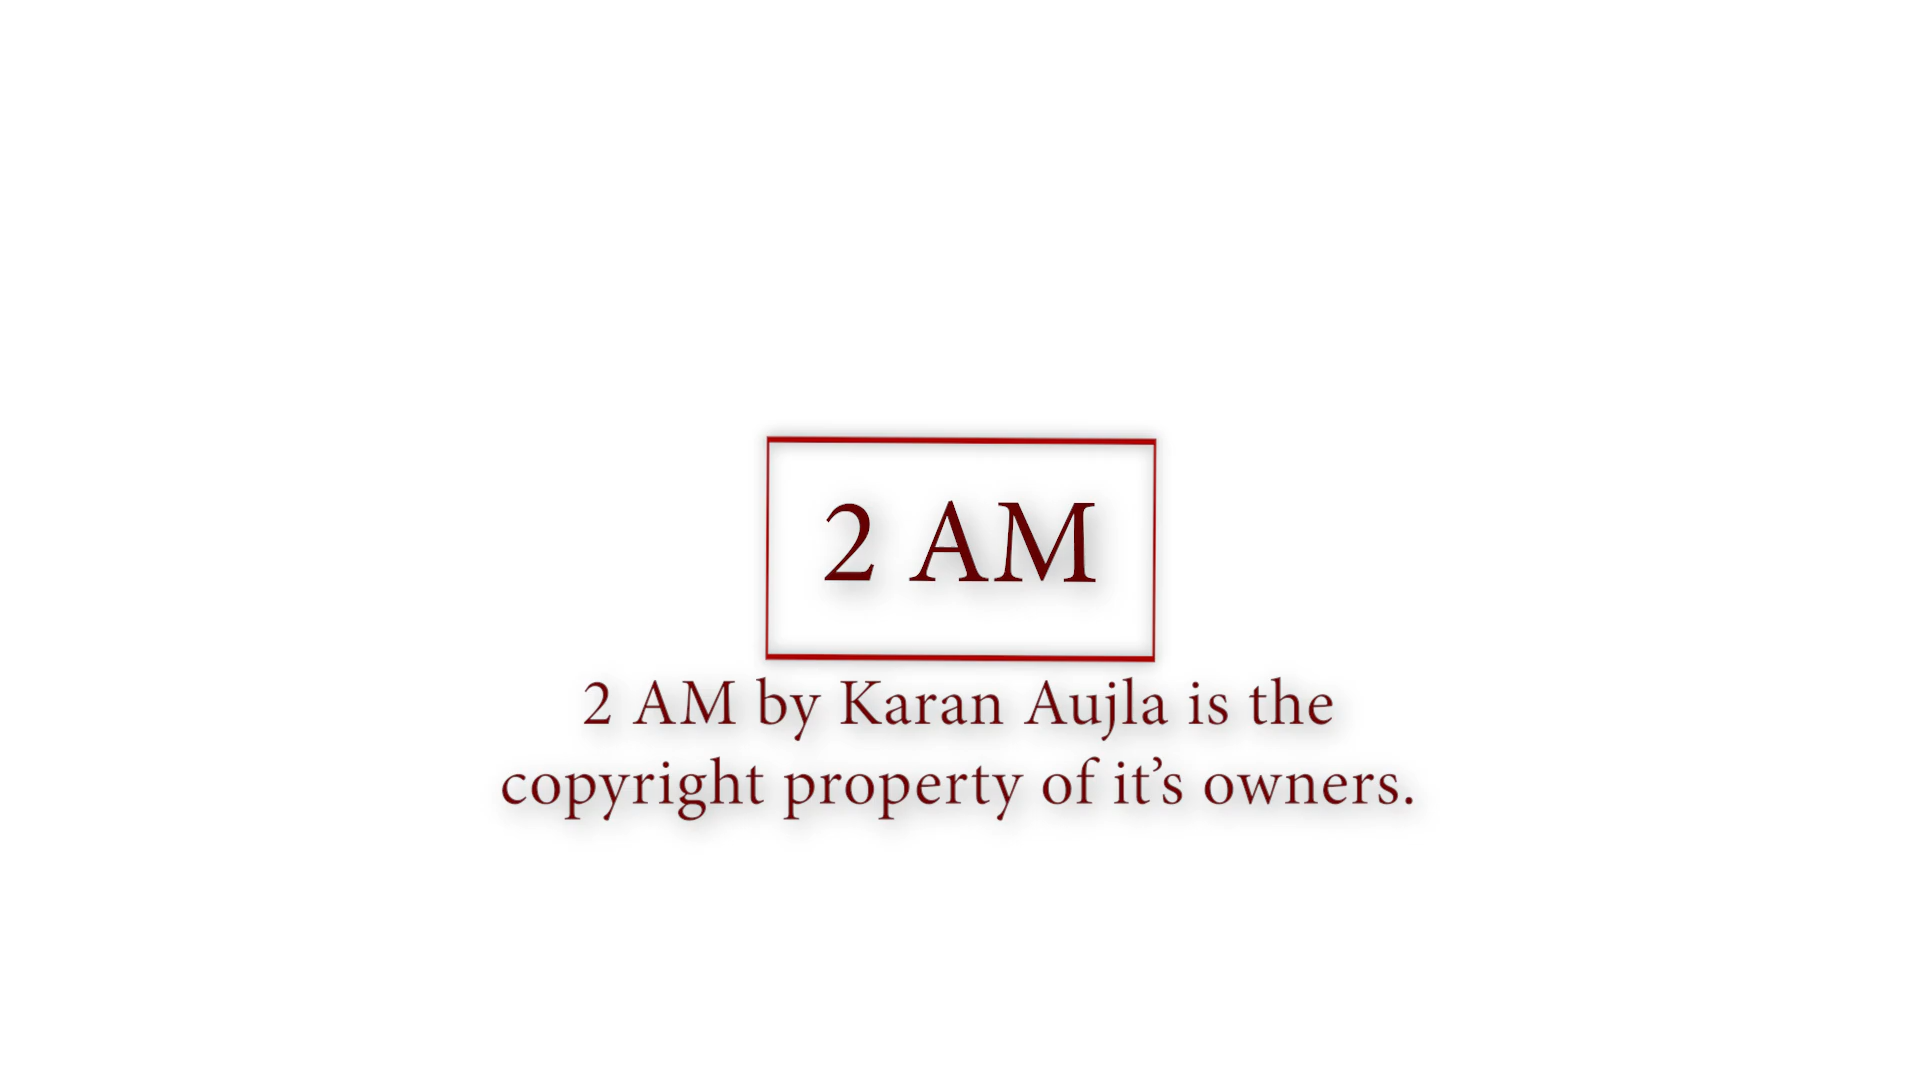 2 AM
2 AM by Karan Aujla is the
copyright property of it’s owners.